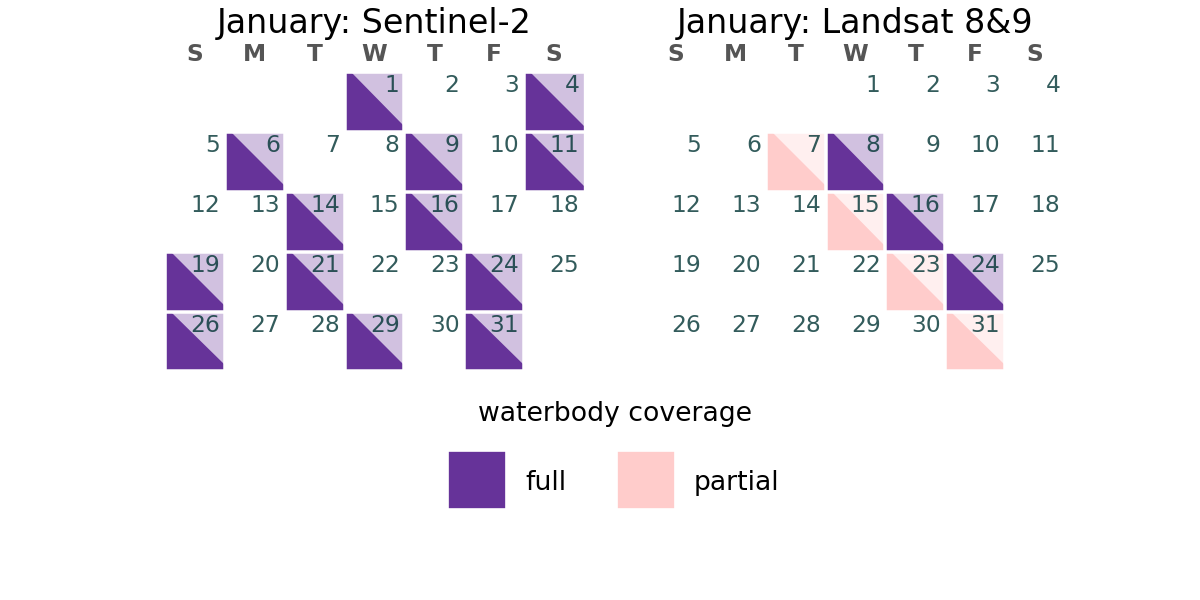 January: Sentinel-2
S M T W T F S
1 2 3 4
5 6 7 8 9 10 11
12 13 14 15 16 17 18
19 20 21 22 23 24 25
26 27 28 29 30 31
January: Landsat 8&9
S M T W T F S
1 2 3 4
5 6 7 8 9 10 11
12 13 14 15 16 17 18
19 20 21 22 23 24 25
26 27 28 29 30 31
waterbody coverage
full partial